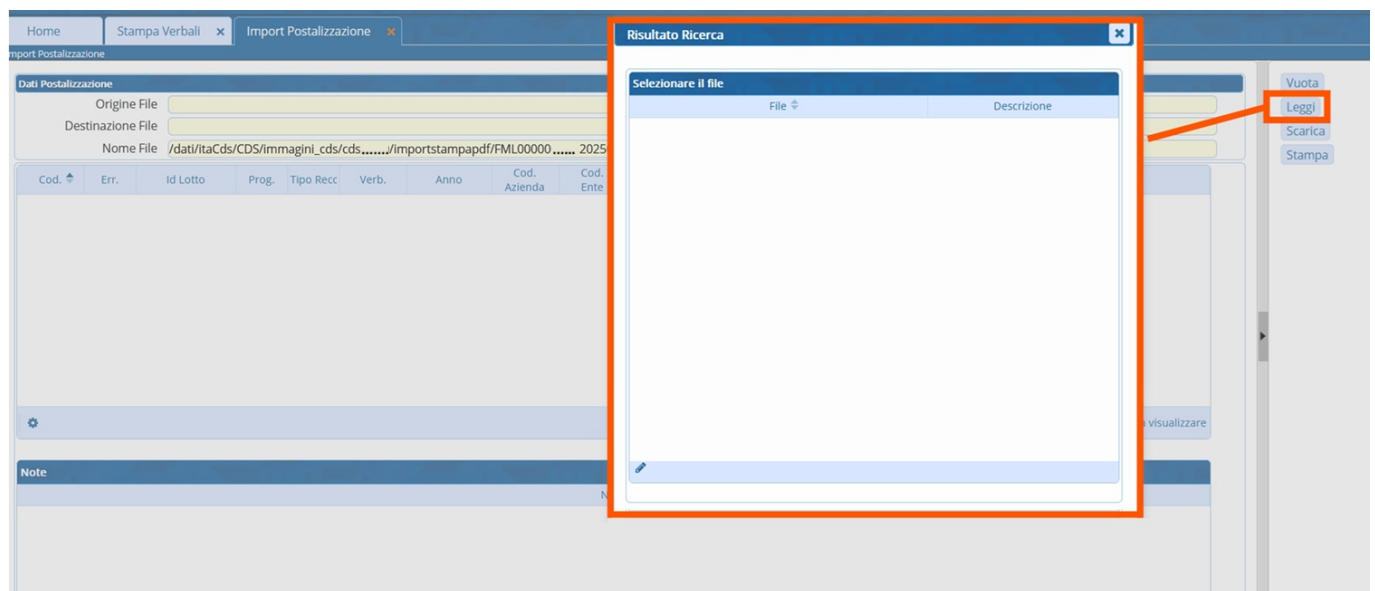 Home
Stampa Verbali
Import Postalizzazione
mport Postalizzazione
Dati Postalizzazione
Origine File
Destinazione File
Nome File /dati/itaCds/CDS/immagini_cds/cds......./importstampapdf/FML00000...... 2025
Cod. Err. Id Lotto Prog. Tipo Recc Verb. Anno Cod. Azienda Cod. Ente
visualizzare
Note
N
Risultato Ricerca
Selezionare il file
File Descrizione
Vuota
Leggi
Scarica
Stampa